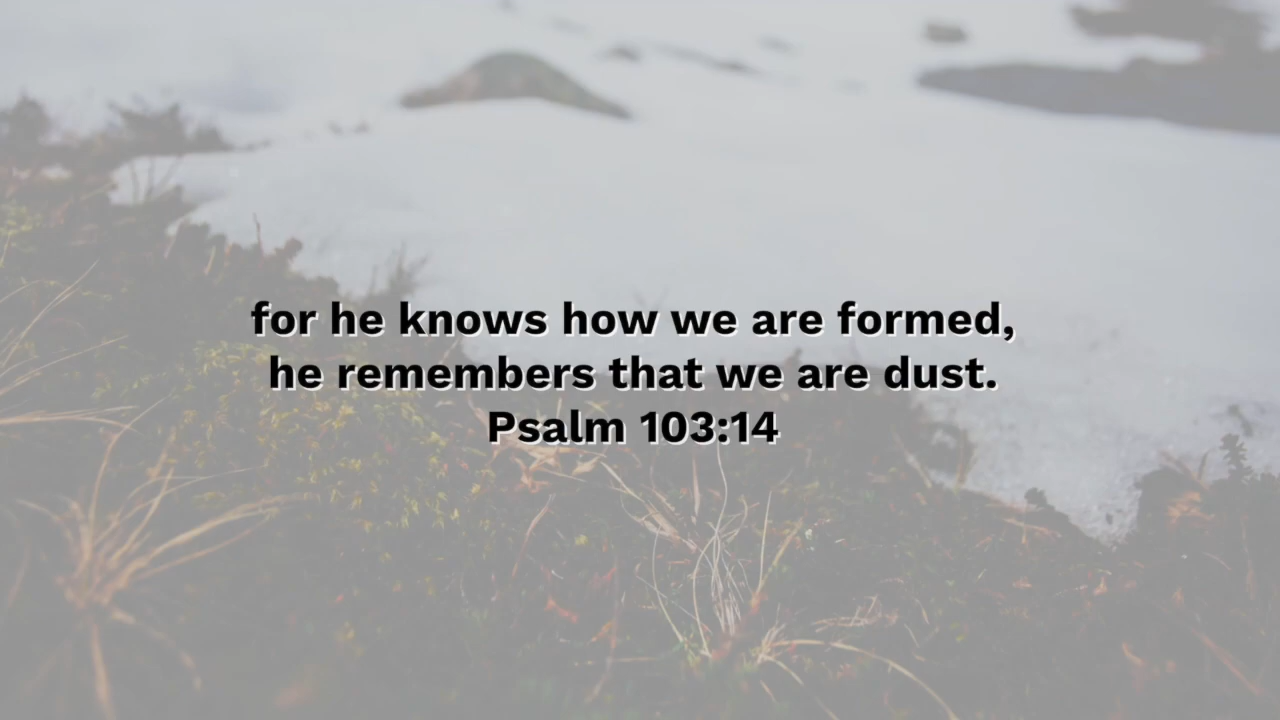 for he knows how we are formed,
he remembers that we are dust.
Psalm 103:14